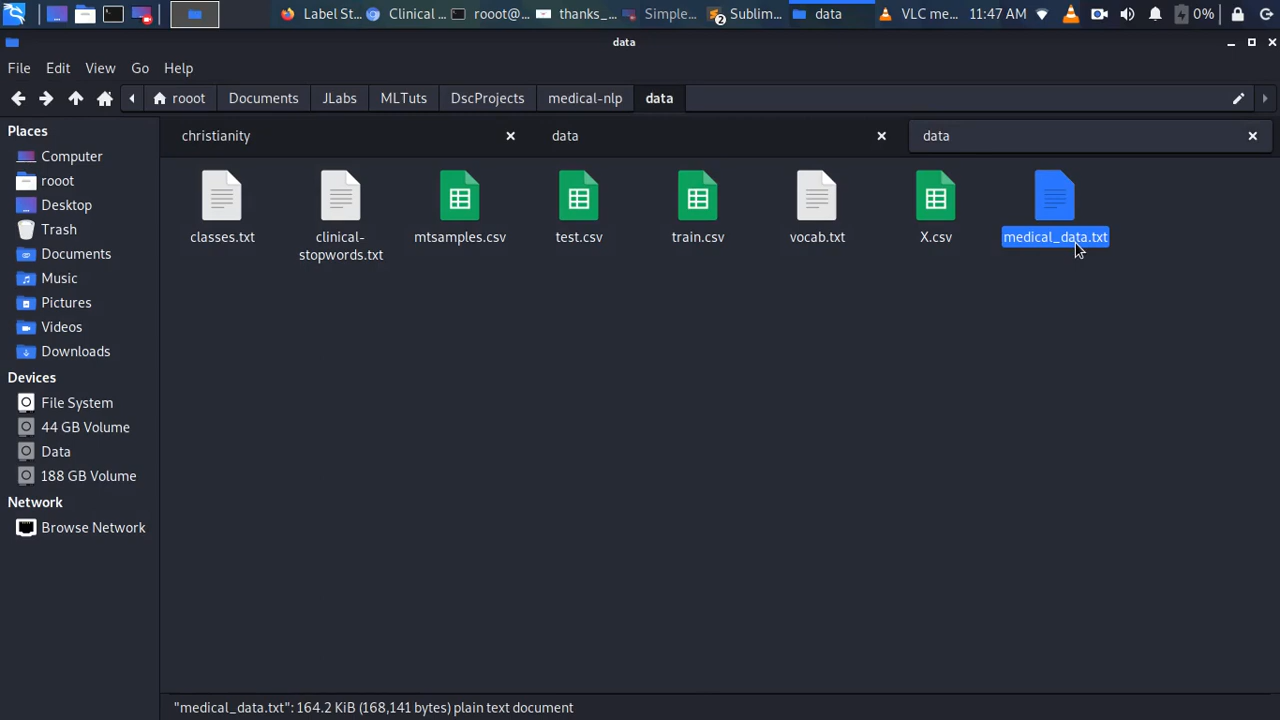 Label St...
Clinical ...
rooot@...
thanks_...
Simple...
2
Sublim...
data
VLC me...
11:47 AM
0%
data
File
Edit
View
Go
Help
rooot
Documents
JLabs
MLTuts
DscProjects
medical-nlp
data
Places
Computer
rooot
Desktop
Trash
Documents
Music
Pictures
Videos
Downloads
Devices
File System
44 GB Volume
Data
188 GB Volume
Network
Browse Network
christianity
data
data
classes.txt
clinical-
stopwords.txt
mtsamples.csv
test.csv
train.csv
vocab.txt
X.csv
medical_data.txt
"medical_data.txt": 164.2 KiB (168,141 bytes) plain text document